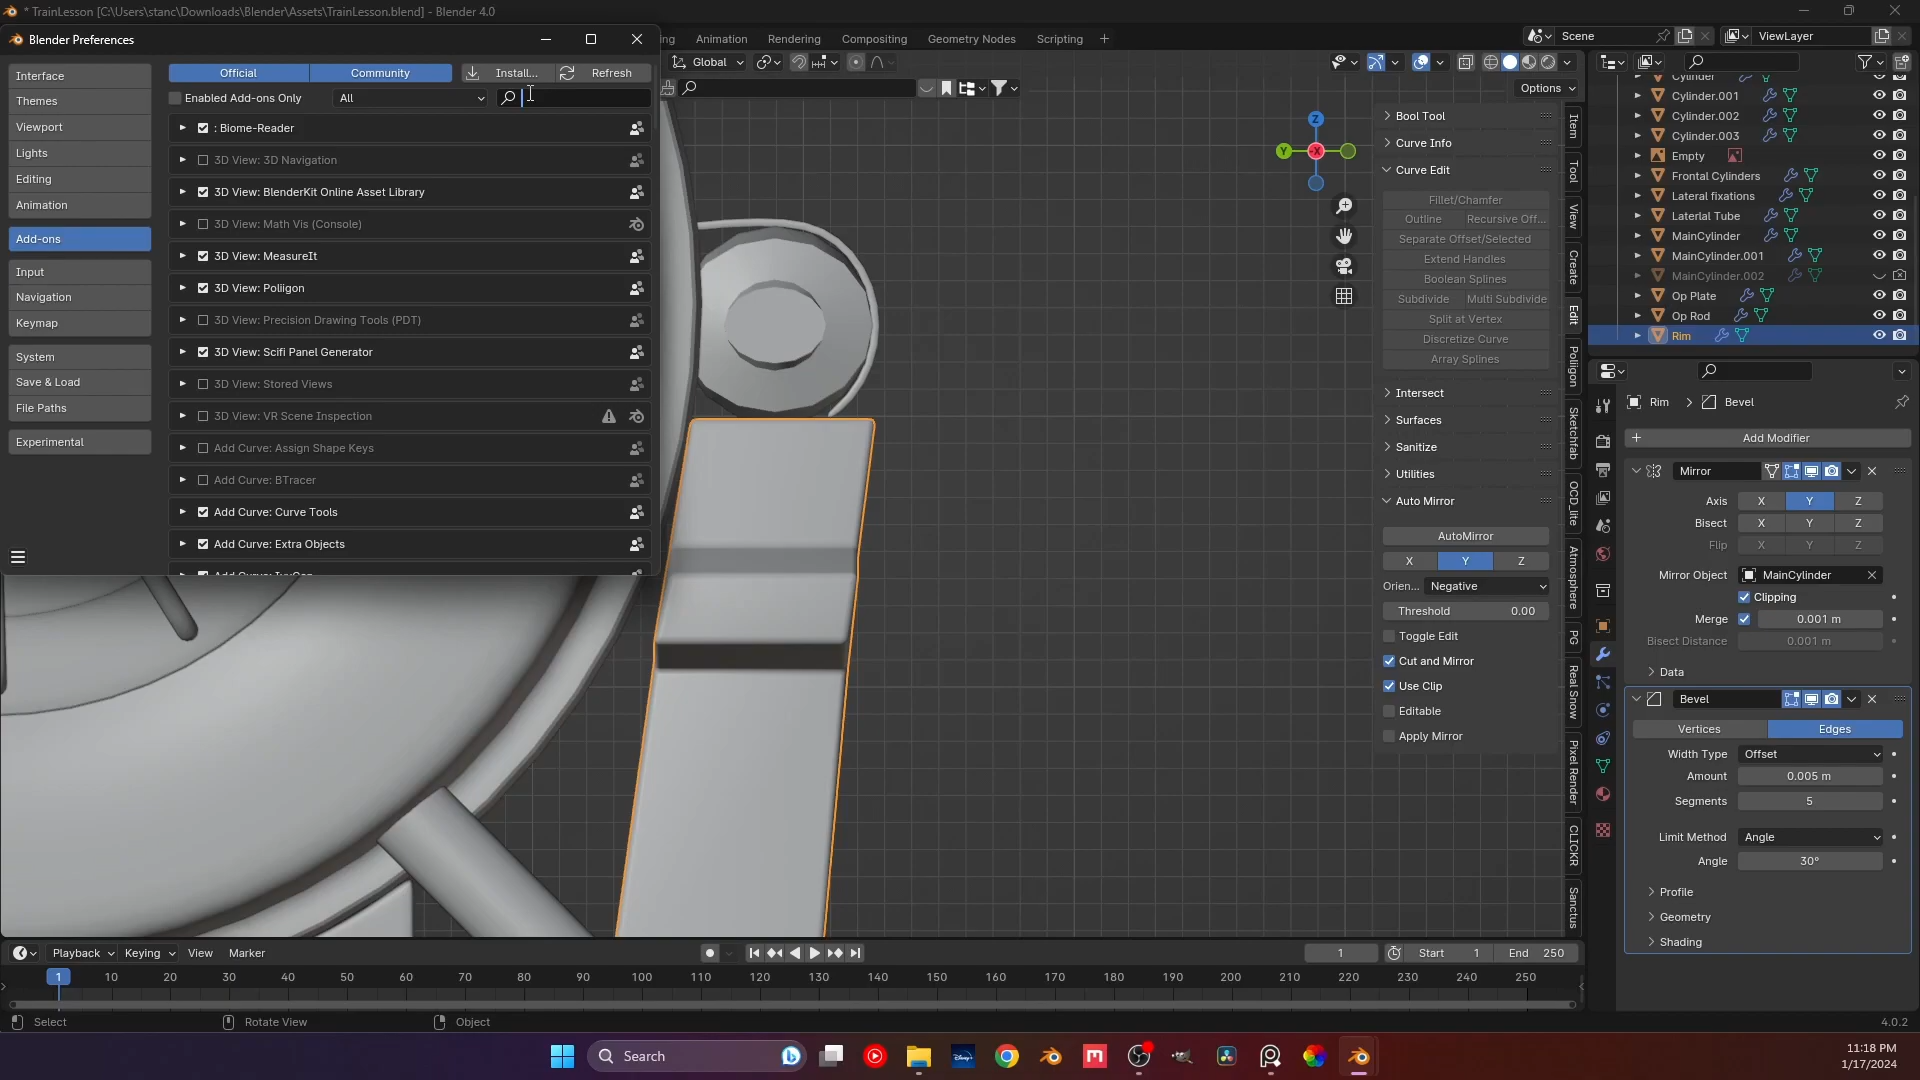 * TrainLesson [C:\Users\stanc\Downloads\Blender\Assets\TrainLesson.blend] - Blender 4.0
Blender Preferences
Animation Rendering Compositing Geometry Nodes Scripting +
Scene
ViewLayer
Interface
Themes
Viewport
Lights
Editing
Animation
Add-ons
Input
Navigation
Keymap
System
Save & Load
File Paths
Experimental
Official Community Install... Refresh
Enabled Add-ons Only All
: Biome-Reader
3D View: 3D Navigation
3D View: BlenderKit Online Asset Library
3D View: Math Vis (Console)
3D View: MeasureIt
3D View: Poliigon
3D View: Precision Drawing Tools (PDT)
3D View: Scifi Panel Generator
3D View: Stored Views
3D View: VR Scene Inspection
Add Curve: Assign Shape Keys
Add Curve: BTracer
Add Curve: Curve Tools
Add Curve: Extra Objects
Global
Options
Z
Y
-X
Bool Tool
Curve Info
Curve Edit
Fillet/Chamfer
Outline Recursive Off...
Separate Offset/Selected
Extend Handles
Boolean Splines
Subdivide Multi Subdivide
Split at Vertex
Discretize Curve
Array Splines
Intersect
Surfaces
Sanitize
Utilities
Auto Mirror
AutoMirror
X Y Z
Orien... Negative
Threshold 0.00
Toggle Edit
Cut and Mirror
Use Clip
Editable
Apply Mirror
Item
Tool
View
Create
Edit
Poliigon
Sketchfab
OCD_lite
Atmosphere
PG
Real Snow
Pixel Render
CLICKR
Sanctus
Cylinder
Cylinder.001
Cylinder.002
Cylinder.003
Empty
Frontal Cylinders
Lateral fixations
Laterlal Tube
MainCylinder
MainCylinder.001
MainCylinder.002
Op Plate
Op Rod
Rim
Rim Bevel
Add Modifier
Mirror
Axis X Y Z
Bisect X Y Z
Flip X Y Z
Mirror Object MainCylinder
Clipping
Merge 0.001 m
Bisect Distance 0.001 m
Data
Bevel
Vertices Edges
Width Type Offset
Amount 0.005 m
Segments 5
Limit Method Angle
Angle 30°
Profile
Geometry
Shading
Playback Keying View Marker
1 Start 1 End 250
1 10 20 30 40 50 60 70 80 90 100 110 120 130 140 150 160 170 180 190 200 210 220 230 240 250
Select Rotate View Object 4.0.2
Search
Disney+
11:18 PM
1/17/2024